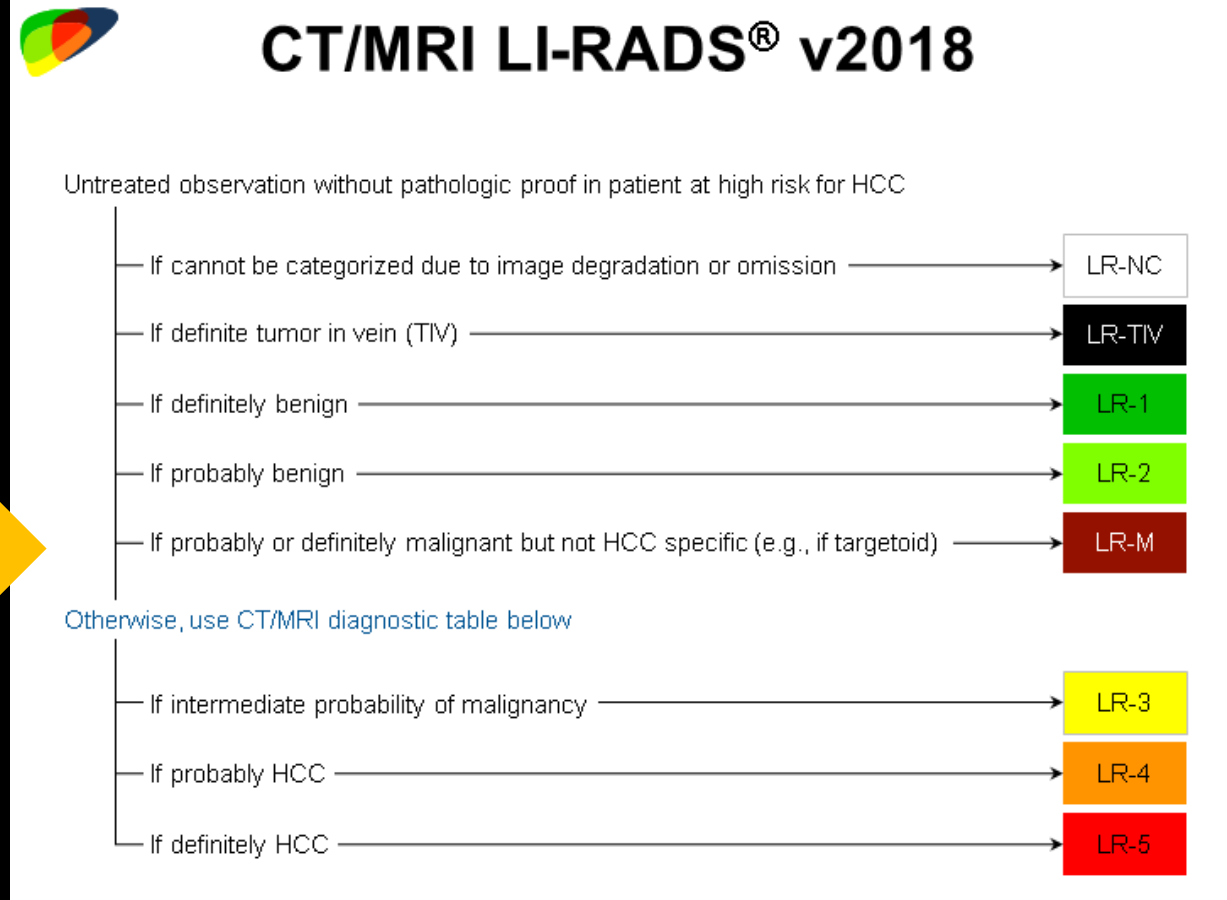 CT/MRI LI-RADS® v2018
Untreated observation without pathologic proof in patient at high risk for HCC
If cannot be categorized due to image degradation or omission LR-NC
If definite tumor in vein (TIV) LR-TIV
If definitely benign LR-1
If probably benign LR-2
If probably or definitely malignant but not HCC specific (e.g., if targetoid) LR-M
Otherwise, use CT/MRI diagnostic table below
If intermediate probability of malignancy LR-3
If probably HCC LR-4
If definitely HCC LR-5